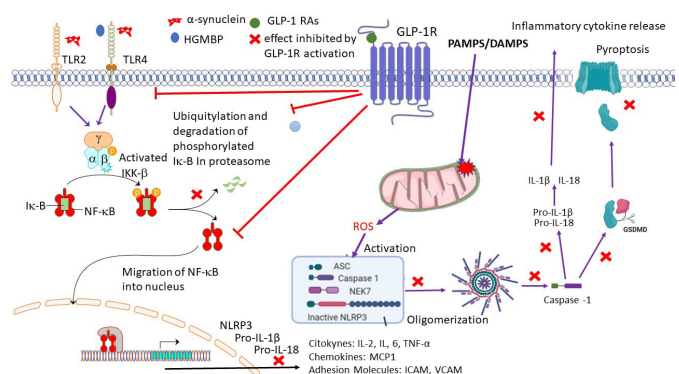 α-synuclein
HGMBP
GLP-1 RAs
effect inhibited by
GLP-1R activation
GLP-1R
PAMPS/DAMPS
Inflammatory cytokine release
Pyroptosis
TLR2
TLR4
γ
α β
P
Activated
IKK-β
Ubiquitylation and
degradation of
phosphorylated
Iκ-B In proteasome
Iκ-B
NF-κB
P
P
ROS
Activation
ASC
Caspase 1
NEK7
Inactive NLRP3
Oligomerization
IL-1β IL-18
Pro-IL-1β
Pro-IL-18
GSDMD
Caspase -1
Migration of NF-κB
into nucleus
NLRP3
Pro-IL-1β
Pro-IL-18
Citokynes: IL-2, IL, 6, TNF-α
Chemokines: MCP1
Adhesion Molecules: ICAM, VCAM